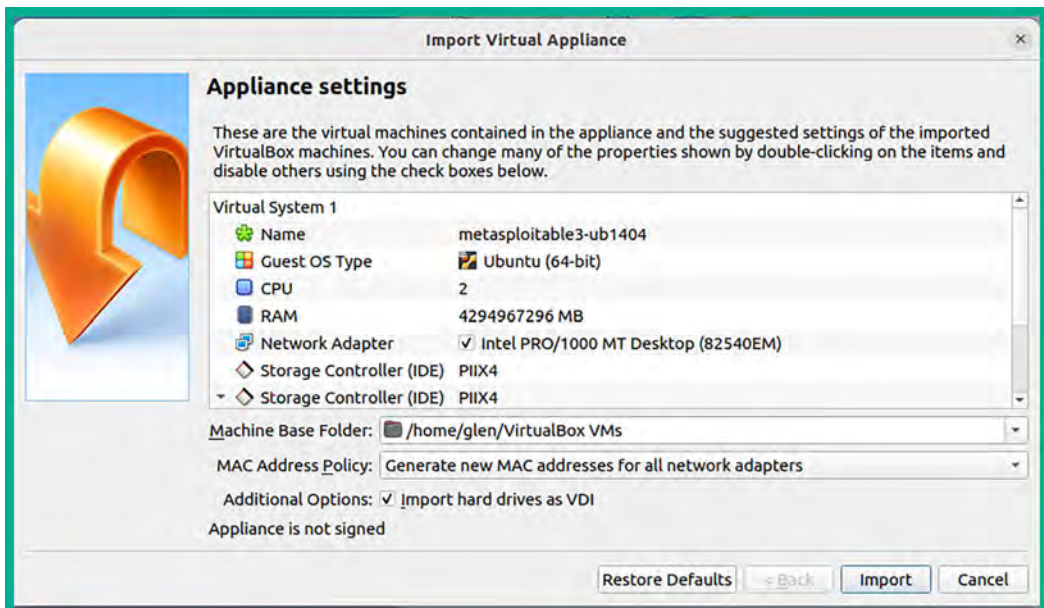 Import Virtual Appliance
Appliance settings
These are the virtual machines contained in the appliance and the suggested settings of the imported
VirtualBox machines. You can change many of the properties shown by double-clicking on the items and
disable others using the check boxes below.
Virtual System 1
Name metasploitable3-ub1404
Guest OS Type Ubuntu (64-bit)
CPU 2
RAM 4294967296 MB
Network Adapter Intel PRO/1000 MT Desktop (82540EM)
Storage Controller (IDE) PIIX4
Storage Controller (IDE) PIIX4
Machine Base Folder: /home/glen/VirtualBox VMs
MAC Address Policy: Generate new MAC addresses for all network adapters
Additional Options: Import hard drives as VDI
Appliance is not signed
Restore Defaults < Back Import Cancel